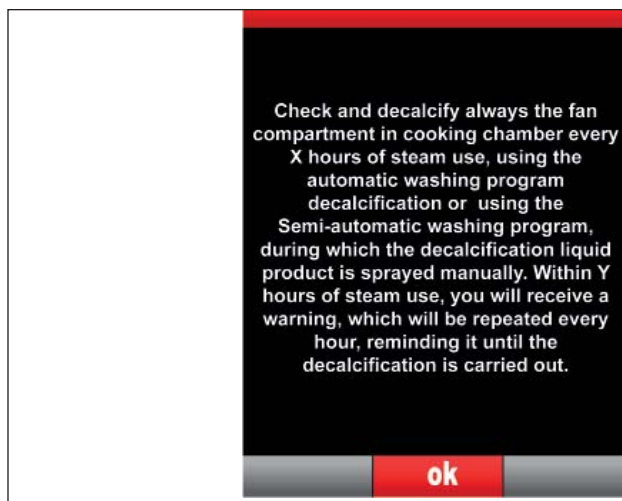 Check and decalcify always the fan
compartment in cooking chamber every
X hours of steam use, using the
automatic washing program
decalcification or using the
Semi-automatic washing program,
during which the decalcification liquid
product is sprayed manually. Within Y
hours of steam use, you will receive a
warning, which will be repeated every
hour, reminding it until the
decalcification is carried out.
ok